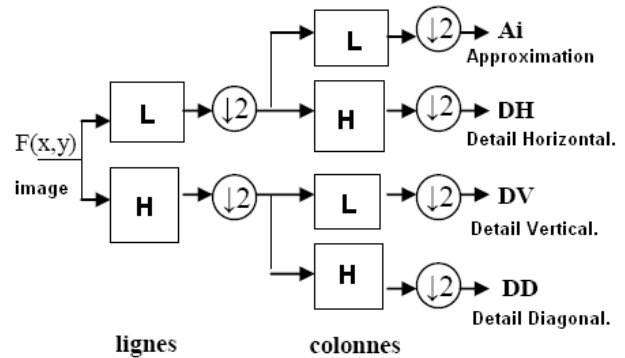 L
↓2
Ai
Approximation
L
↓2
H
↓2
DH
Detail Horizontal.
F(x,y)
image
H
↓2
L
↓2
DV
Detail Vertical.
H
↓2
DD
Detail Diagonal.
lignes
colonnes